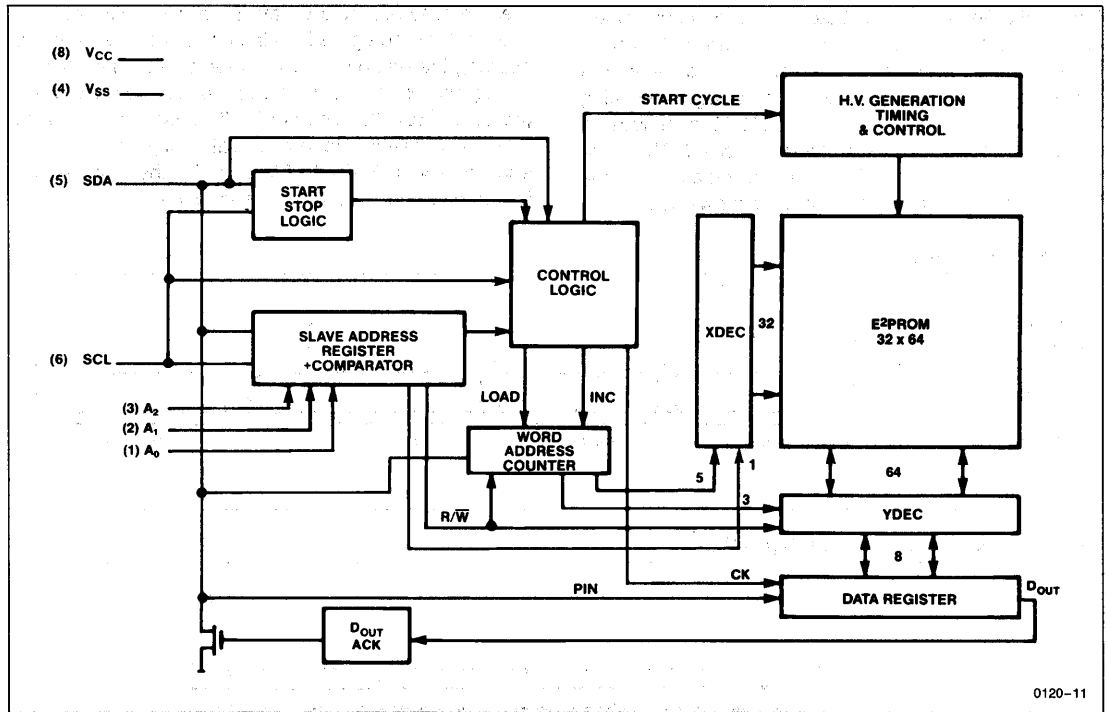 (8) VCC
(4) VSS
START CYCLE
H.V. GENERATION
TIMING
& CONTROL
(5) SDA
START
STOP
LOGIC
CONTROL
LOGIC
XDEC
32
E²PROM
32 x 64
SLAVE ADDRESS
REGISTER
+COMPARATOR
(6) SCL
(3) A₂
(2) A₁
(1) A₀
LOAD
INC
WORD
ADDRESS
COUNTER
5
1
64
3
R/W̅
YDEC
8
CK
PIN
DATA REGISTER
DOUT
DOUT
ACK
0120-11